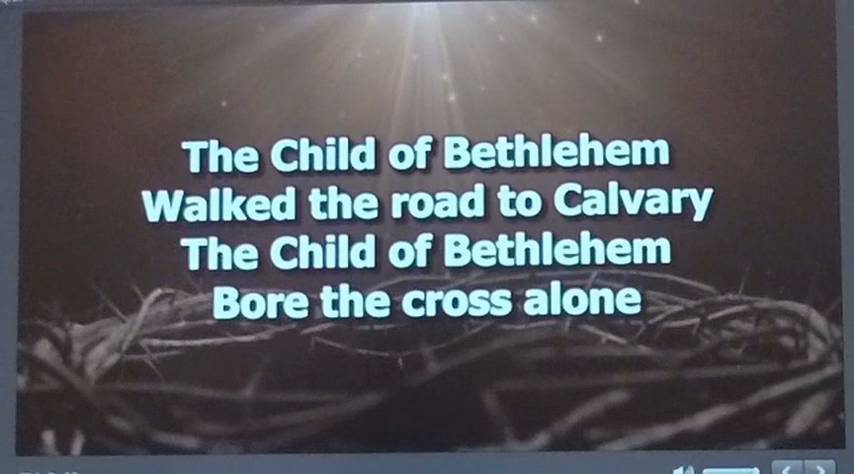 The Child of Bethlehem
Walked the road to Calvary
The Child of Bethlehem
Bore the cross alone